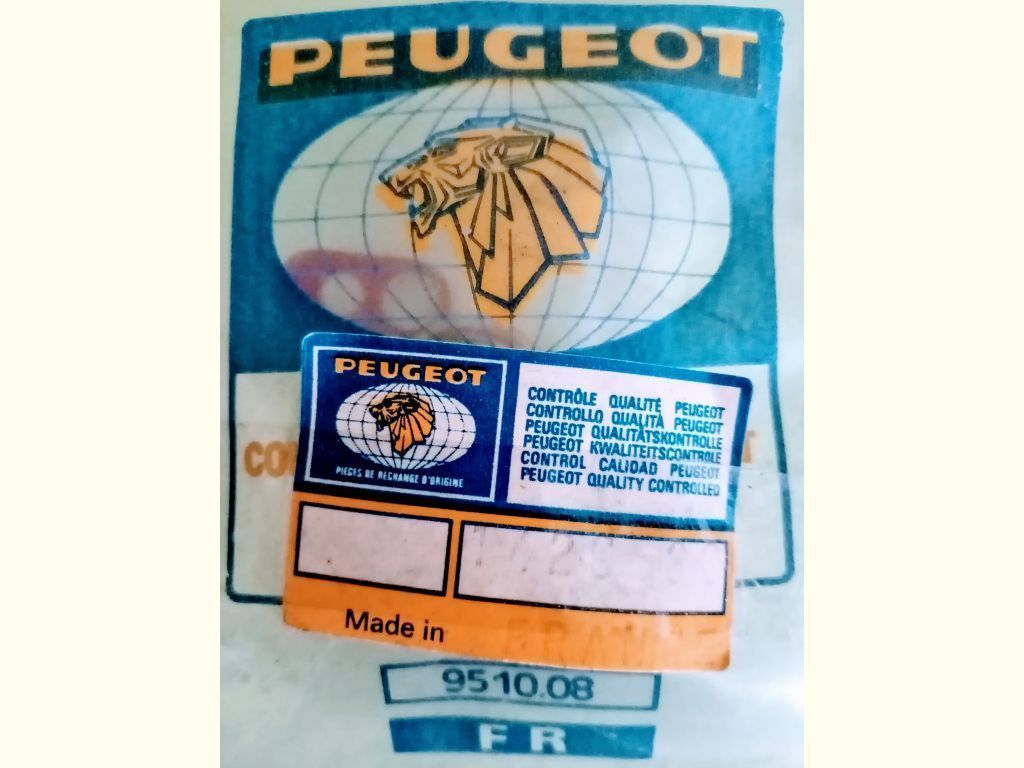 PEUGEOT
PEUGEOT
PIECES DE RECHANGE D'ORIGINE
CONTRÔLE QUALITÉ PEUGEOT
CONTROLLO QUALITÀ PEUGEOT
PEUGEOT QUALITÄTSKONTROLLE
PEUGEOT KWALITEITSCONTROLE
CONTROL CALIDAD PEUGEOT
PEUGEOT QUALITY CONTROLLED
Made in FRANCE
9510.08
FR